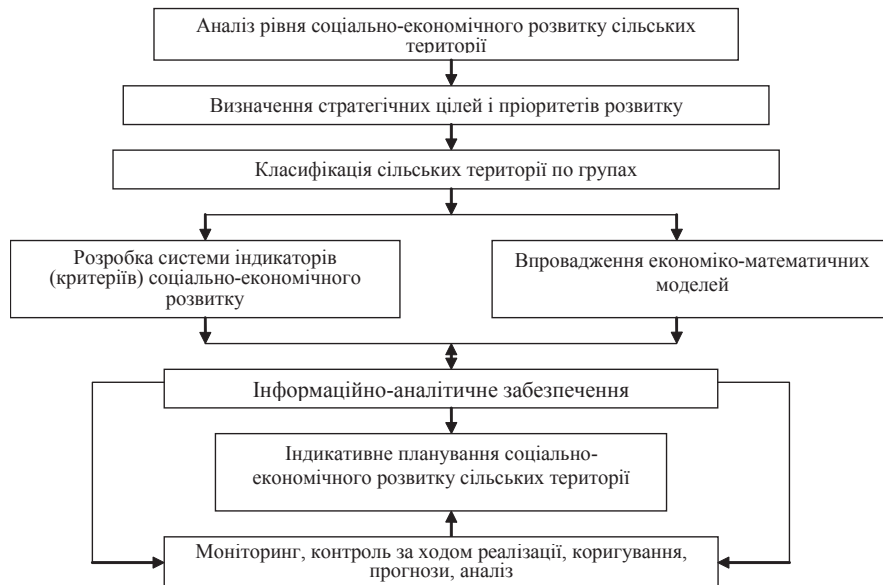 Аналіз рівня соціально-економічного розвитку сільських
території
Визначення стратегічних цілей і пріоритетів розвитку
Класифікація сільських території по групах
Розробка системи індикаторів
(критеріїв) соціально-економічного
розвитку
Впровадження економіко-математичних
моделей
Інформаційно-аналітичне забезпечення
Індикативне планування соціально-
економічного розвитку сільських території
Моніторинг, контроль за ходом реалізації, коригування,
прогнози, аналіз